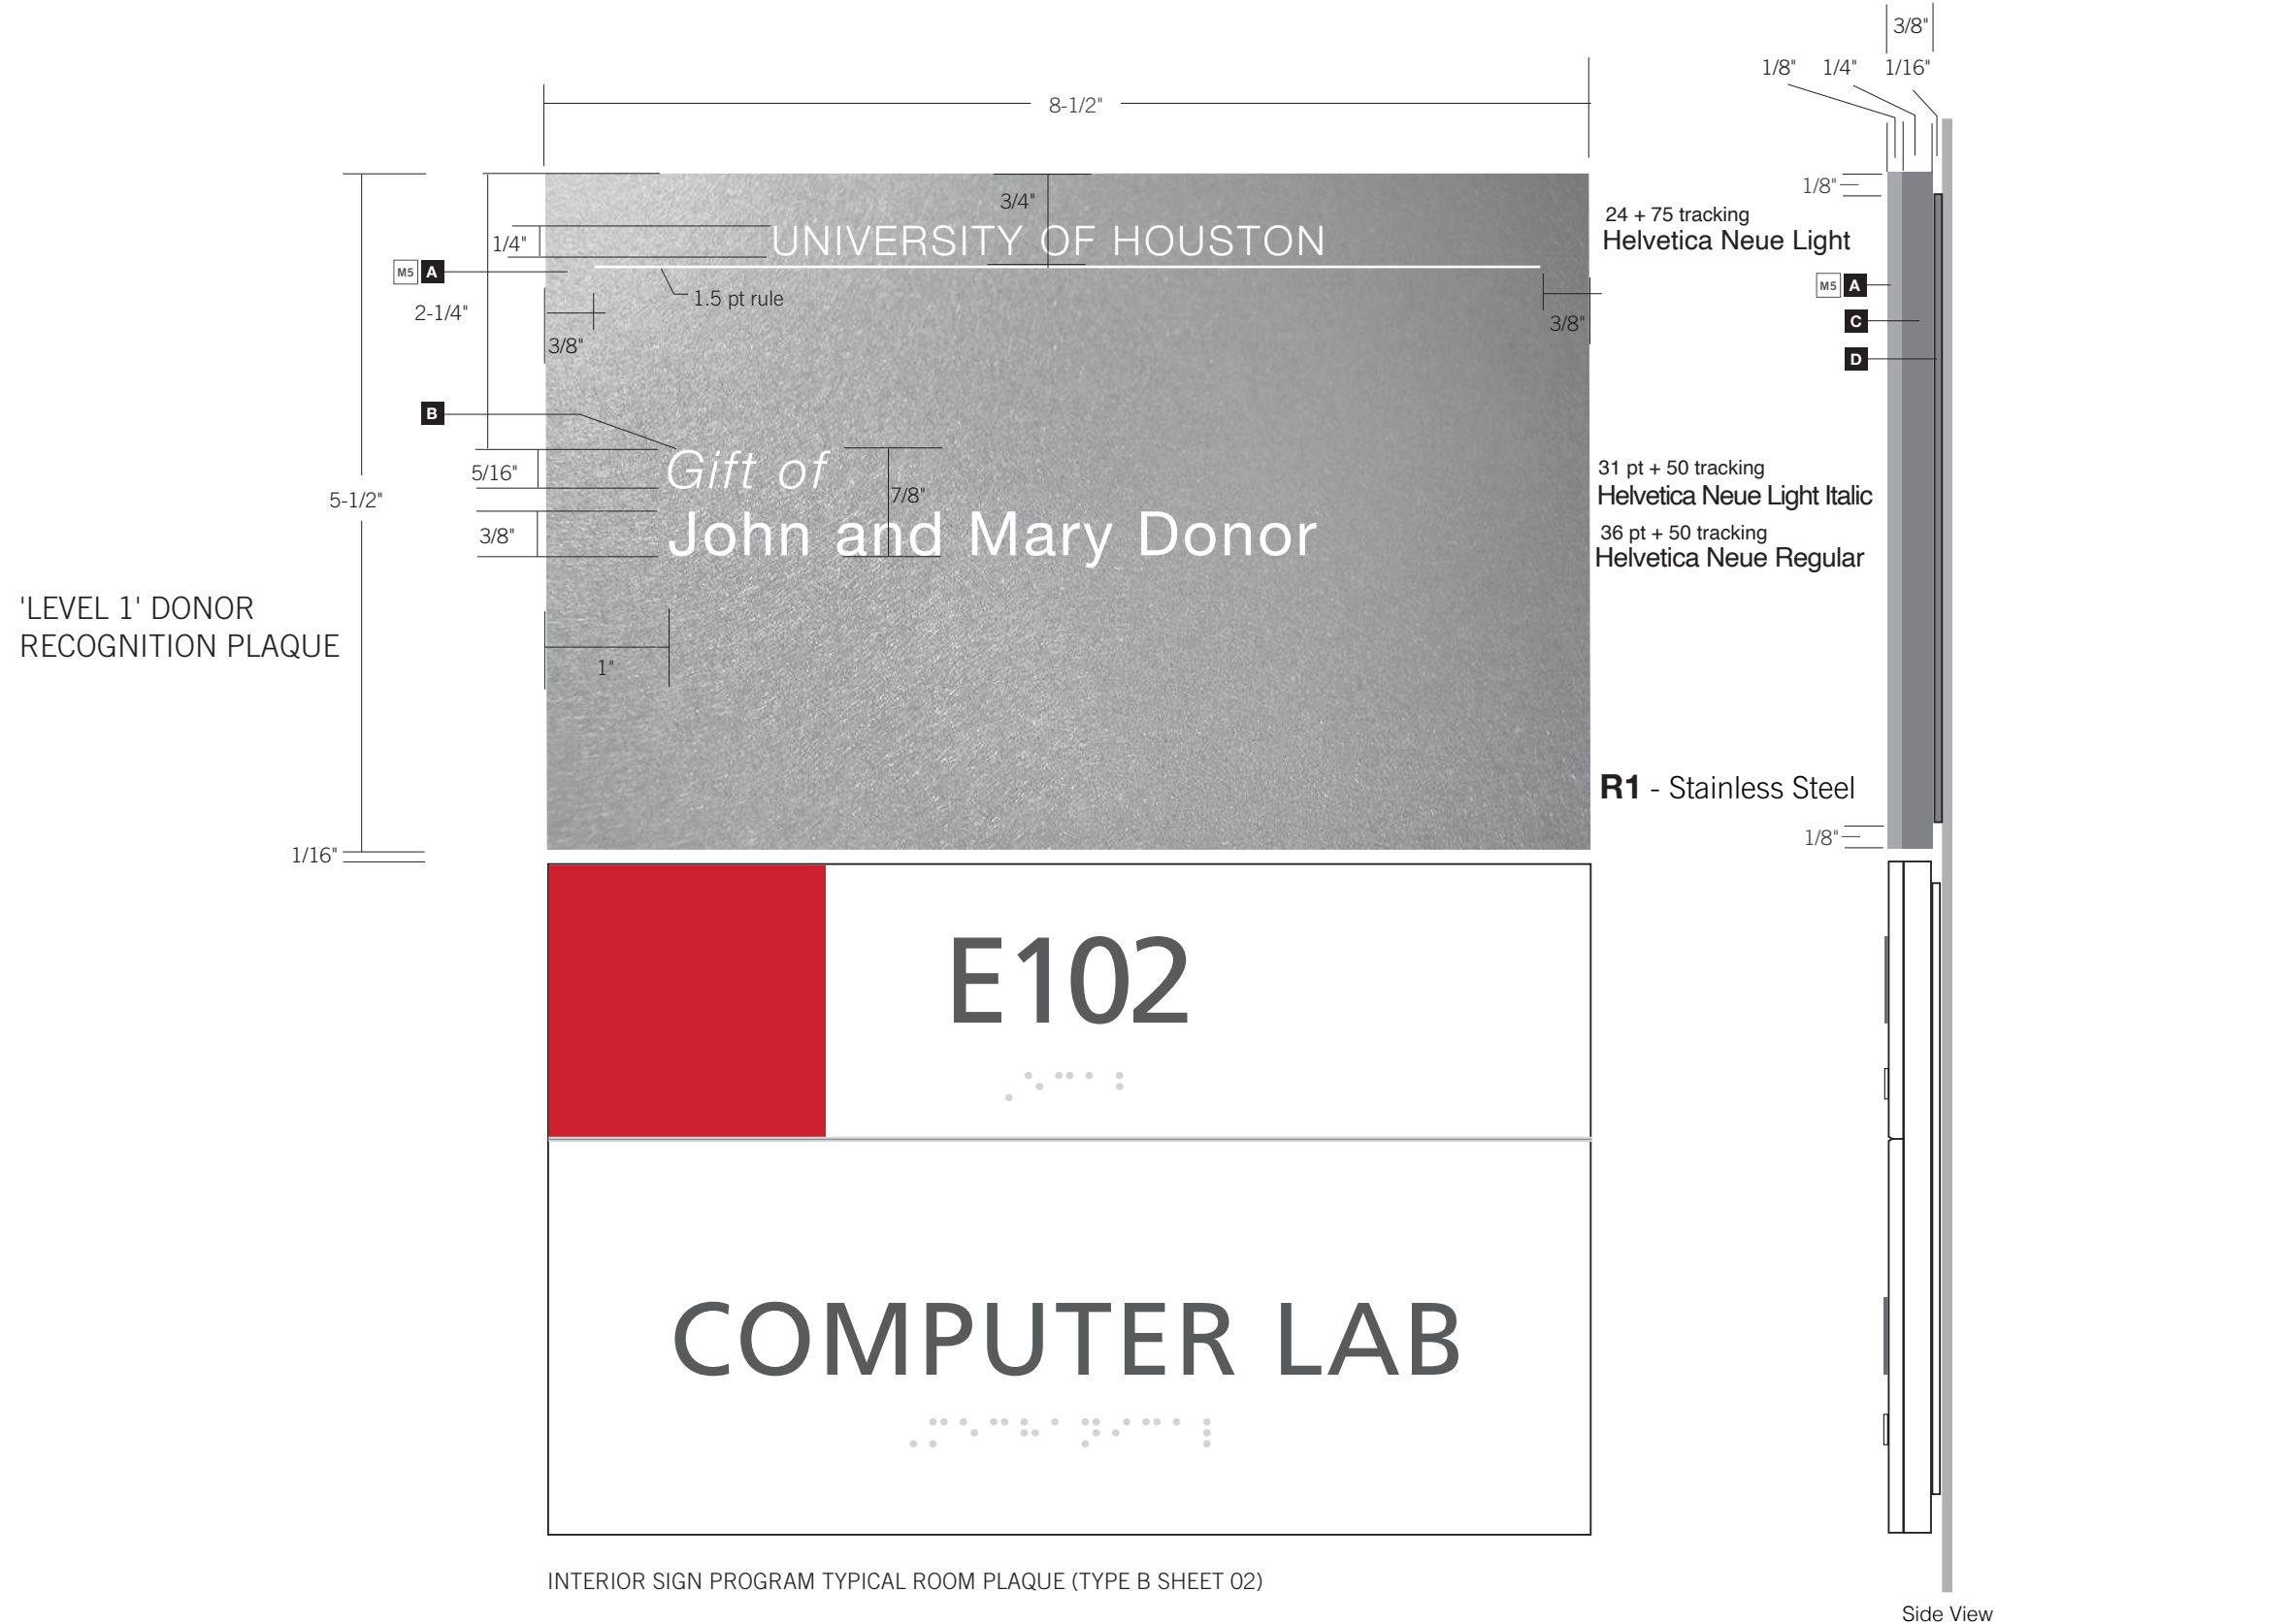 3/8"
1/8" 1/4" 1/16"
8-1/2"
1/8"
3/4"
24 + 75 tracking
UNIVERSITY OF HOUSTON
Helvetica Neue Light
1/4"
M5 A
M5 A
1.5 pt rule
2-1/4"
C
3/8"
3/8"
D
B
Gift of
31 pt + 50 tracking
5/16"
7/8"
Helvetica Neue Light Italic
5-1/2"
John and Mary Donor
36 pt + 50 tracking
3/8"
Helvetica Neue Regular
'LEVEL 1' DONOR
RECOGNITION PLAQUE
1"
R1 - Stainless Steel
1/8"
1/16"
E102
COMPUTER LAB
INTERIOR SIGN PROGRAM TYPICAL ROOM PLAQUE (TYPE B SHEET 02)
Side View